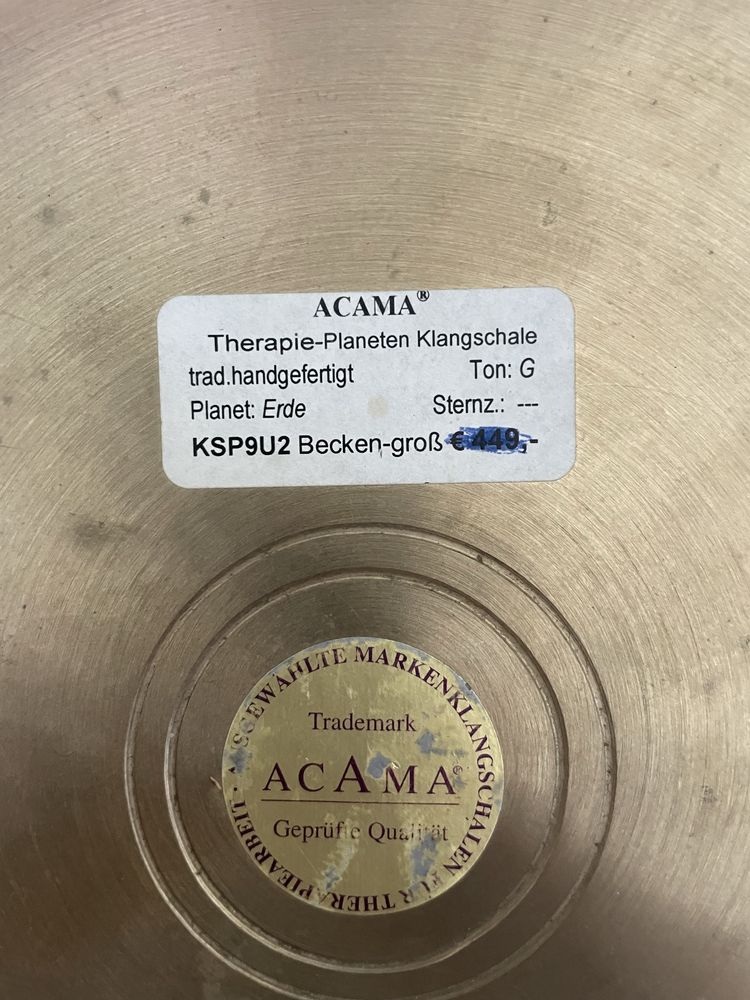 ACAMA®
Therapie-Planeten Klangschale
trad.handgefertigt Ton: G
Planet: Erde Sternz.: ---
KSP9U2 Becken-groß € 449,-
MARKENKLANGSCHALEN FÜR THERAPIEARBEIT
Trademark
ACAMA®
Geprüfte Qualität